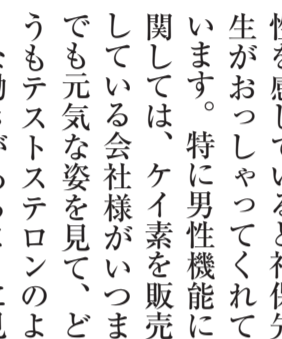 性を感じていると神保先
生がおっしゃってくれて
います。特に男性機能に
関しては、ケイ素を販売
している会社様がいつま
でも元気な姿を見て、ど
うもテストステロンのよ